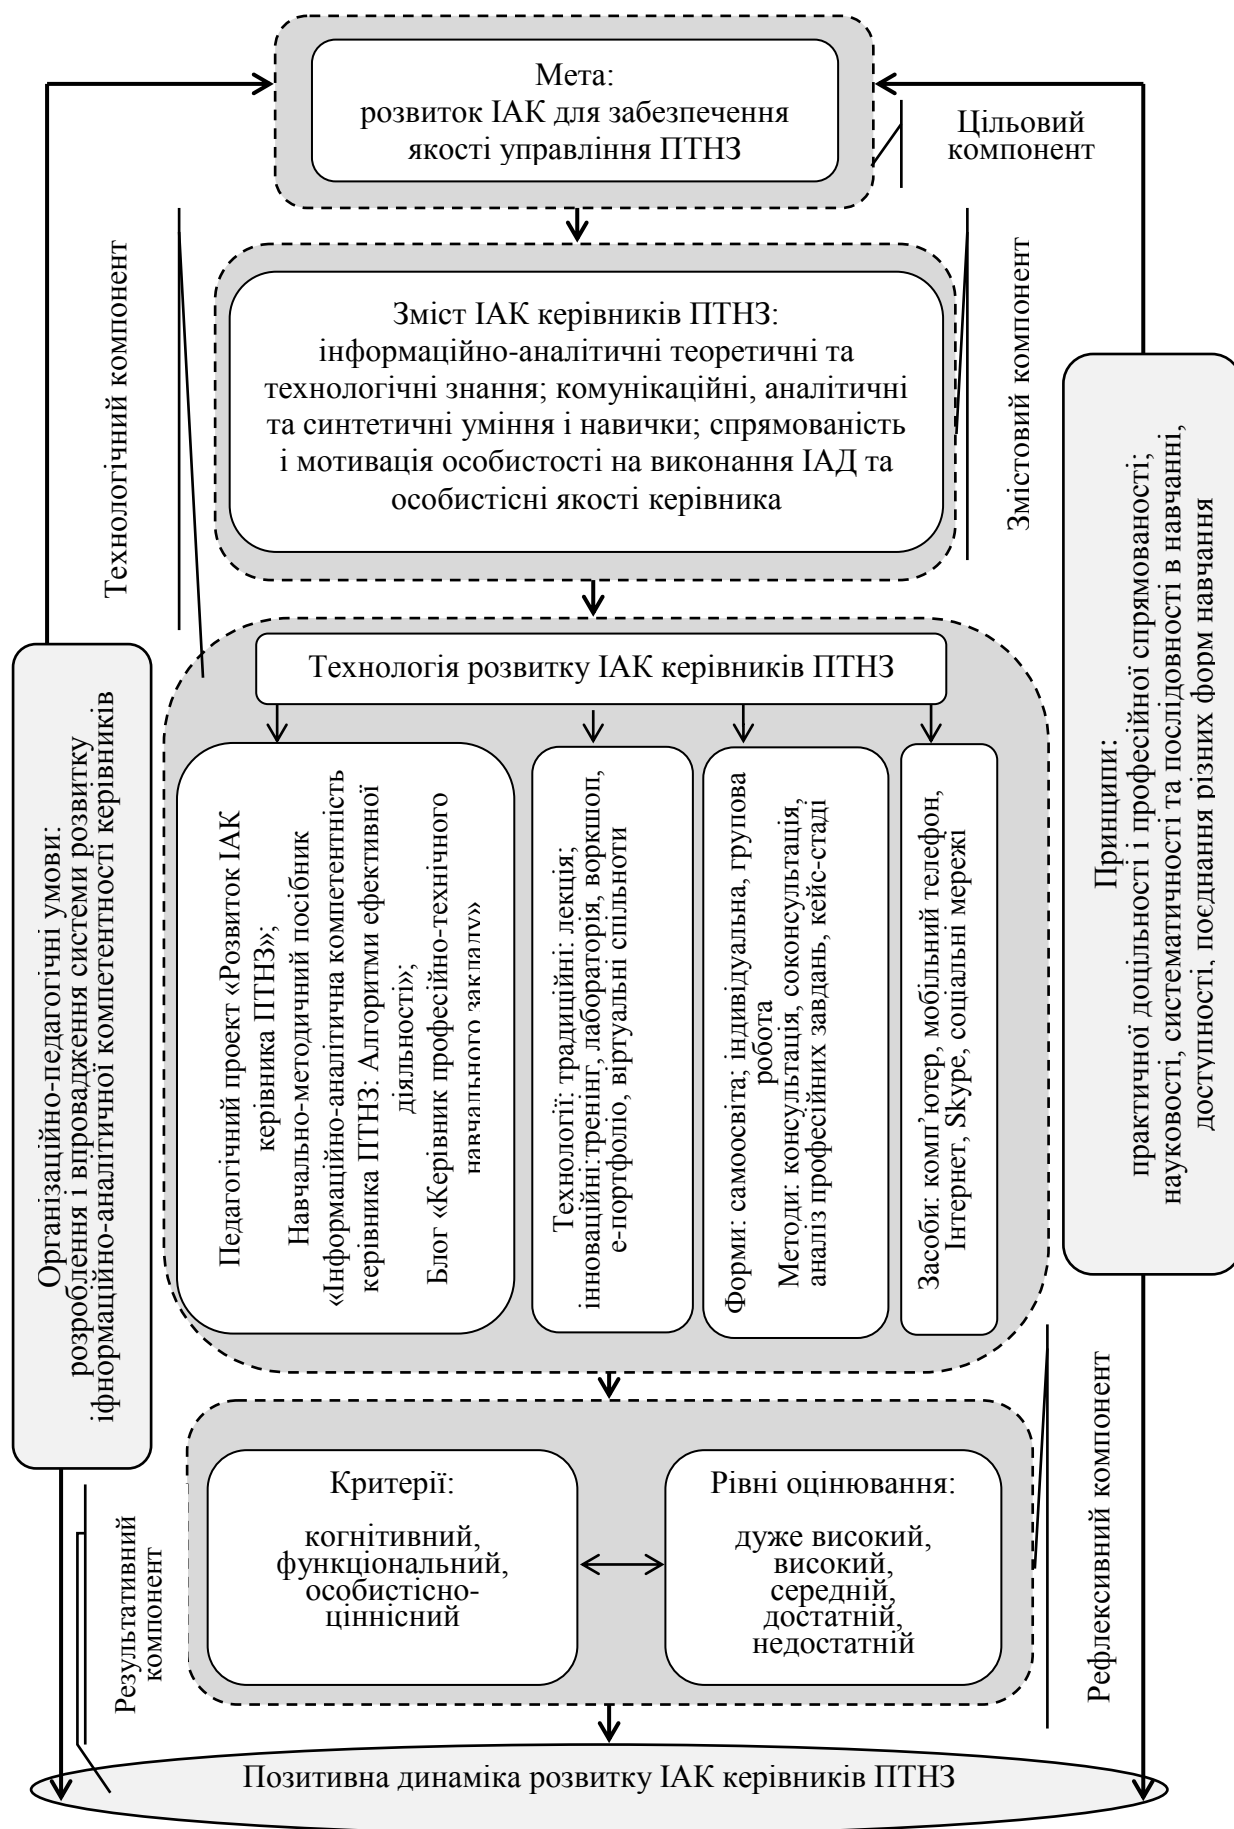 Мета:
розвиток ІАК для забезпечення
якості управління ПТНЗ
Цільовий
компонент
Технологічний компонент
Змістовий компонент
Зміст ІАК керівників ПТНЗ:
інформаційно-аналітичні теоретичні та
технологічні знання; комунікаційні, аналітичні
та синтетичні уміння і навички; спрямованість
і мотивація особистості на виконання ІАД та
особистісні якості керівника
Організаційно-педагогічні умови:
розроблення і впровадження системи розвитку
іфнормаційно-аналітичної компетентності керівників
Принципи:
практичної доцільності і професійної спрямованості;
науковості, систематичності та послідовності в навчанні,
доступності, поєднання різних форм навчання
Технологія розвитку ІАК керівників ПТНЗ
Педагогічний проект «Розвиток ІАК
керівника ПТНЗ»;
Навчально-методичний посібник
«Інформаційно-аналітична компетентність
керівника ПТНЗ: Алгоритми ефективної
діяльності»;
Блог «Керівник професійно-технічного
навчального закладу»
Технології: традиційні: лекція;
інноваційні:тренінг, лабораторія, воркшоп,
е-портфоліо, віртуальні спільноти
Форми: самоосвіта; індивідуальна, групова
робота
Методи: консультація, соконсультація,
аналіз професійних завдань, кейс-стаді
Засоби: комп’ютер, мобільний телефон,
Інтернет, Skype, соціальні мережі
Критерії:
когнітивний,
функціональний,
особистісно-
ціннісний
Рівні оцінювання:
дуже високий,
високий,
середній,
достатній,
недостатній
Результативний
компонент
Рефлексивний компонент
Позитивна динаміка розвитку ІАК керівників ПТНЗ